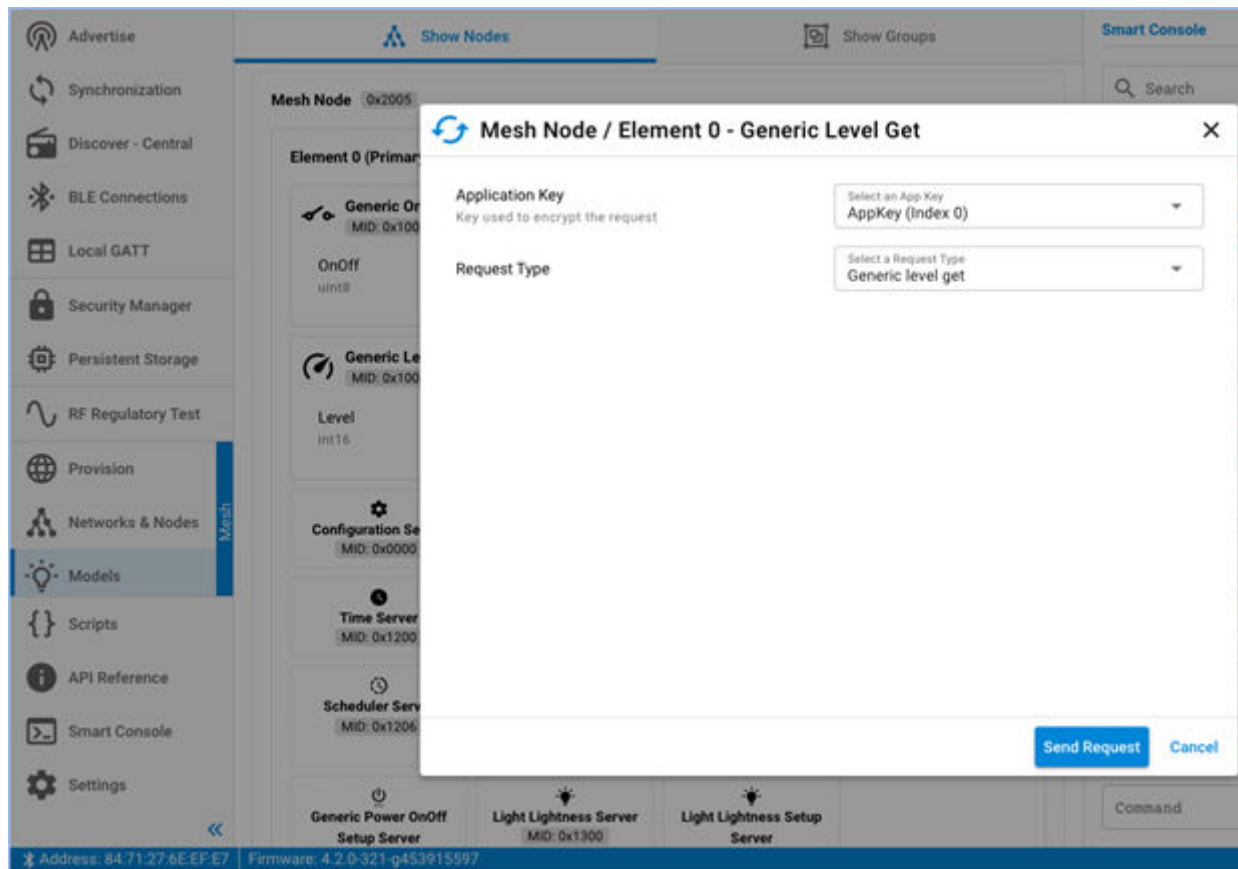 Advertise
Synchronization
Discover - Central
BLE Connections
Local GATT
Security Manager
Persistent Storage
RF Regulatory Test
Provision
Networks & Nodes
Mesh
Models
Scripts
API Reference
Smart Console
Settings
«
Show Nodes
Show Groups
Smart Console
Search
Mesh Node 0x2005
Element 0 (Primar
Generic Or
MID: 0x100
OnOff
uint8
Generic Le
MID: 0x100
Level
int16
Configuration Se
MID: 0x0000
Time Server
MID: 0x1200
Scheduler Serv
MID: 0x1206
Generic Power OnOff
Setup Server
Light Lightness Server
MID: 0x1300
Light Lightness Setup
Server
Mesh Node / Element 0 - Generic Level Get
Application Key
Key used to encrypt the request
Select an App Key
AppKey (Index 0)
Request Type
Select a Request Type
Generic level get
Send Request
Cancel
Command
Address: 84:71:27:6E:EF:E7
Firmware: 4.2.0-321-g453915597